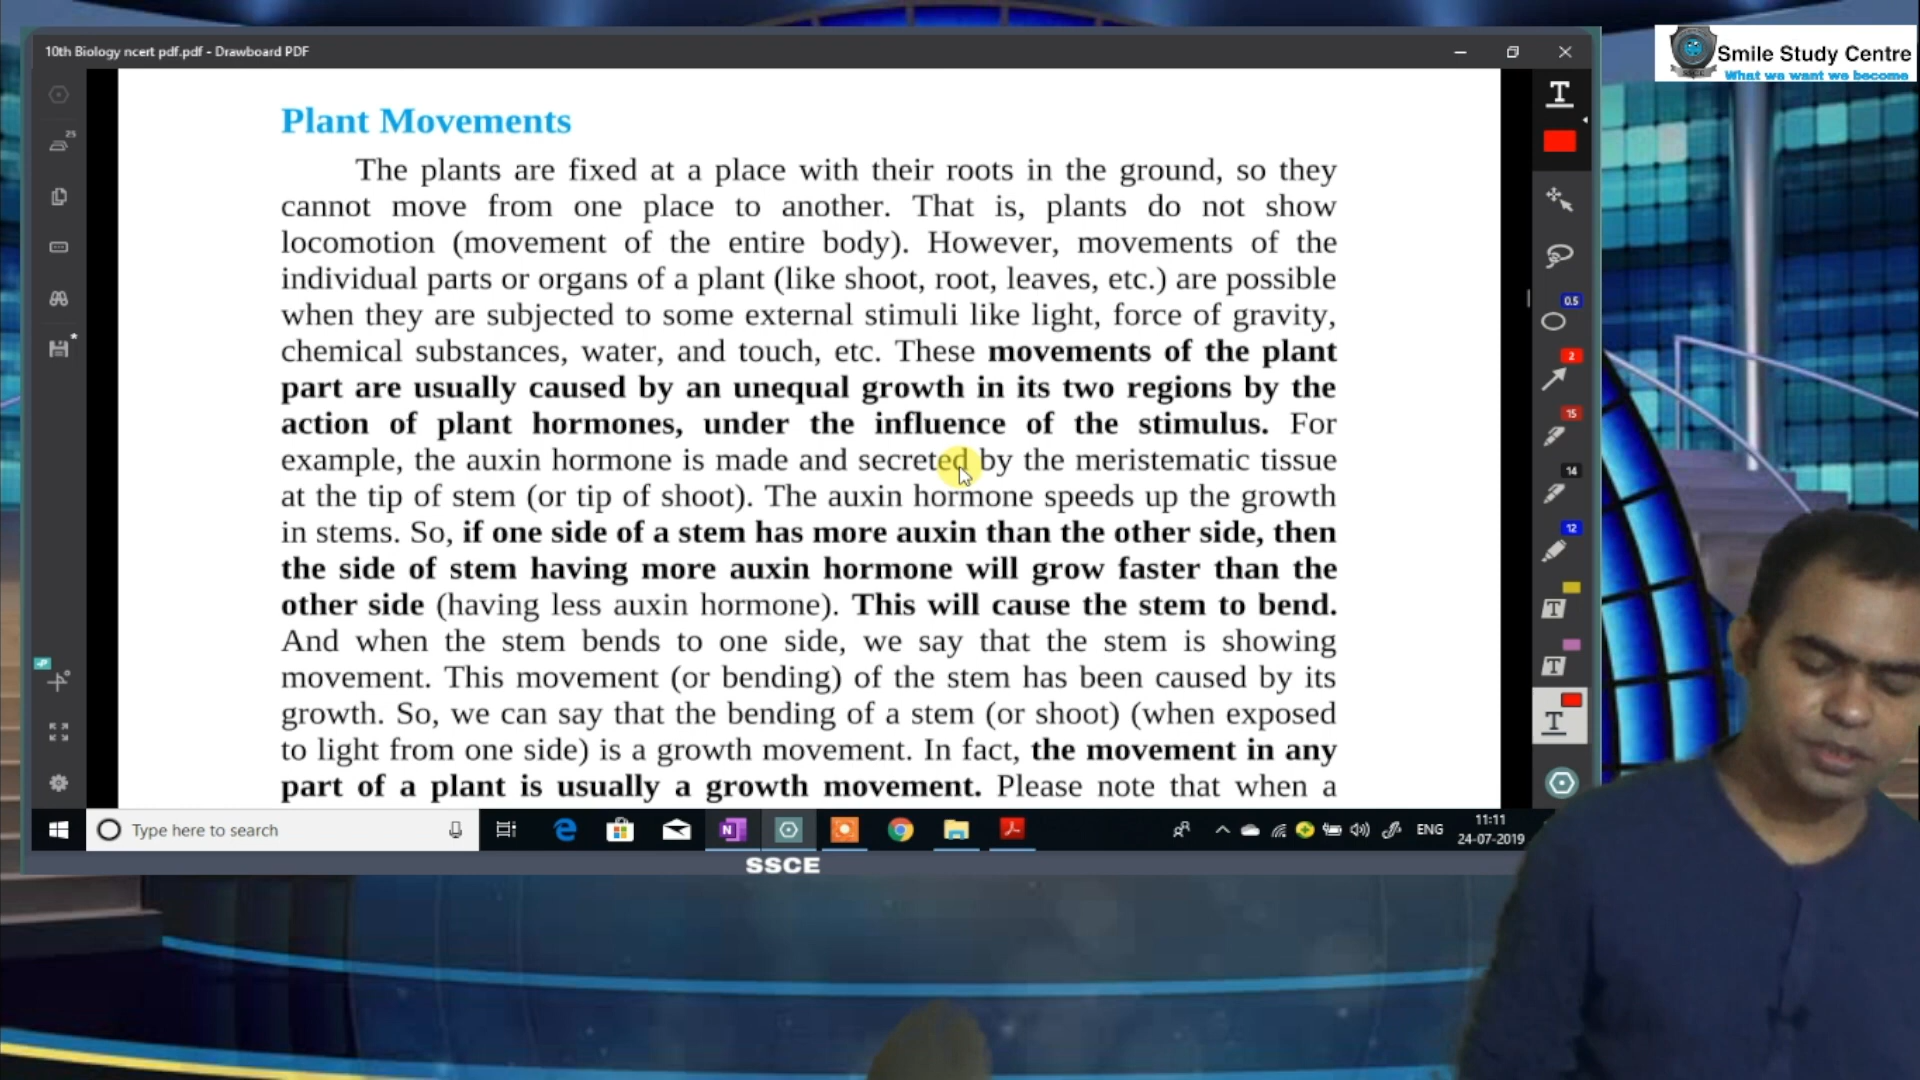 10th Biology ncert pdf.pdf - Drawboard PDF
Smile Study Centre
What we want we become
Plant Movements
The plants are fixed at a place with their roots in the ground, so they
cannot move from one place to another. That is, plants do not show
locomotion (movement of the entire body). However, movements of the
individual parts or organs of a plant (like shoot, root, leaves, etc.) are possible
when they are subjected to some external stimuli like light, force of gravity,
chemical substances, water, and touch, etc. These movements of the plant
part are usually caused by an unequal growth in its two regions by the
action of plant hormones, under the influence of the stimulus. For
example, the auxin hormone is made and secreted by the meristematic tissue
at the tip of stem (or tip of shoot). The auxin hormone speeds up the growth
in stems. So, if one side of a stem has more auxin than the other side, then
the side of stem having more auxin hormone will grow faster than the
other side (having less auxin hormone). This will cause the stem to bend.
And when the stem bends to one side, we say that the stem is showing
movement. This movement (or bending) of the stem has been caused by its
growth. So, we can say that the bending of a stem (or shoot) (when exposed
to light from one side) is a growth movement. In fact, the movement in any
part of a plant is usually a growth movement. Please note that when a
25
T
0.5
2
15
14
12
T
T
T
Type here to search
N
ENG
11:11
24-07-2019
SSCE